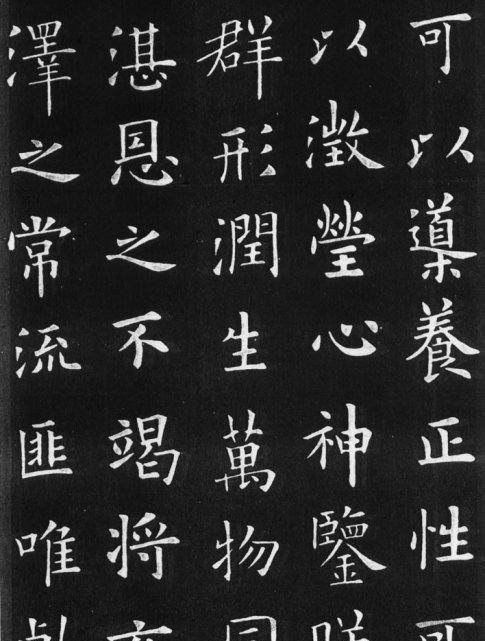 可以導養正性
以澂瑩心神鑒
群形潤生萬物
湛恩之不竭将
澤之常流匪唯